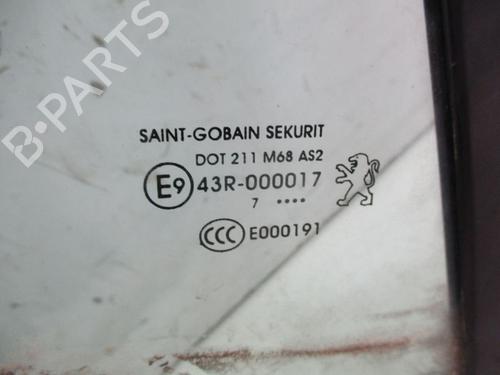 B-PARTS
SAINT-GOBAIN SEKURIT
DOT 211 M68 AS2
E9 43R-000017
7 ••••
CCC E000191